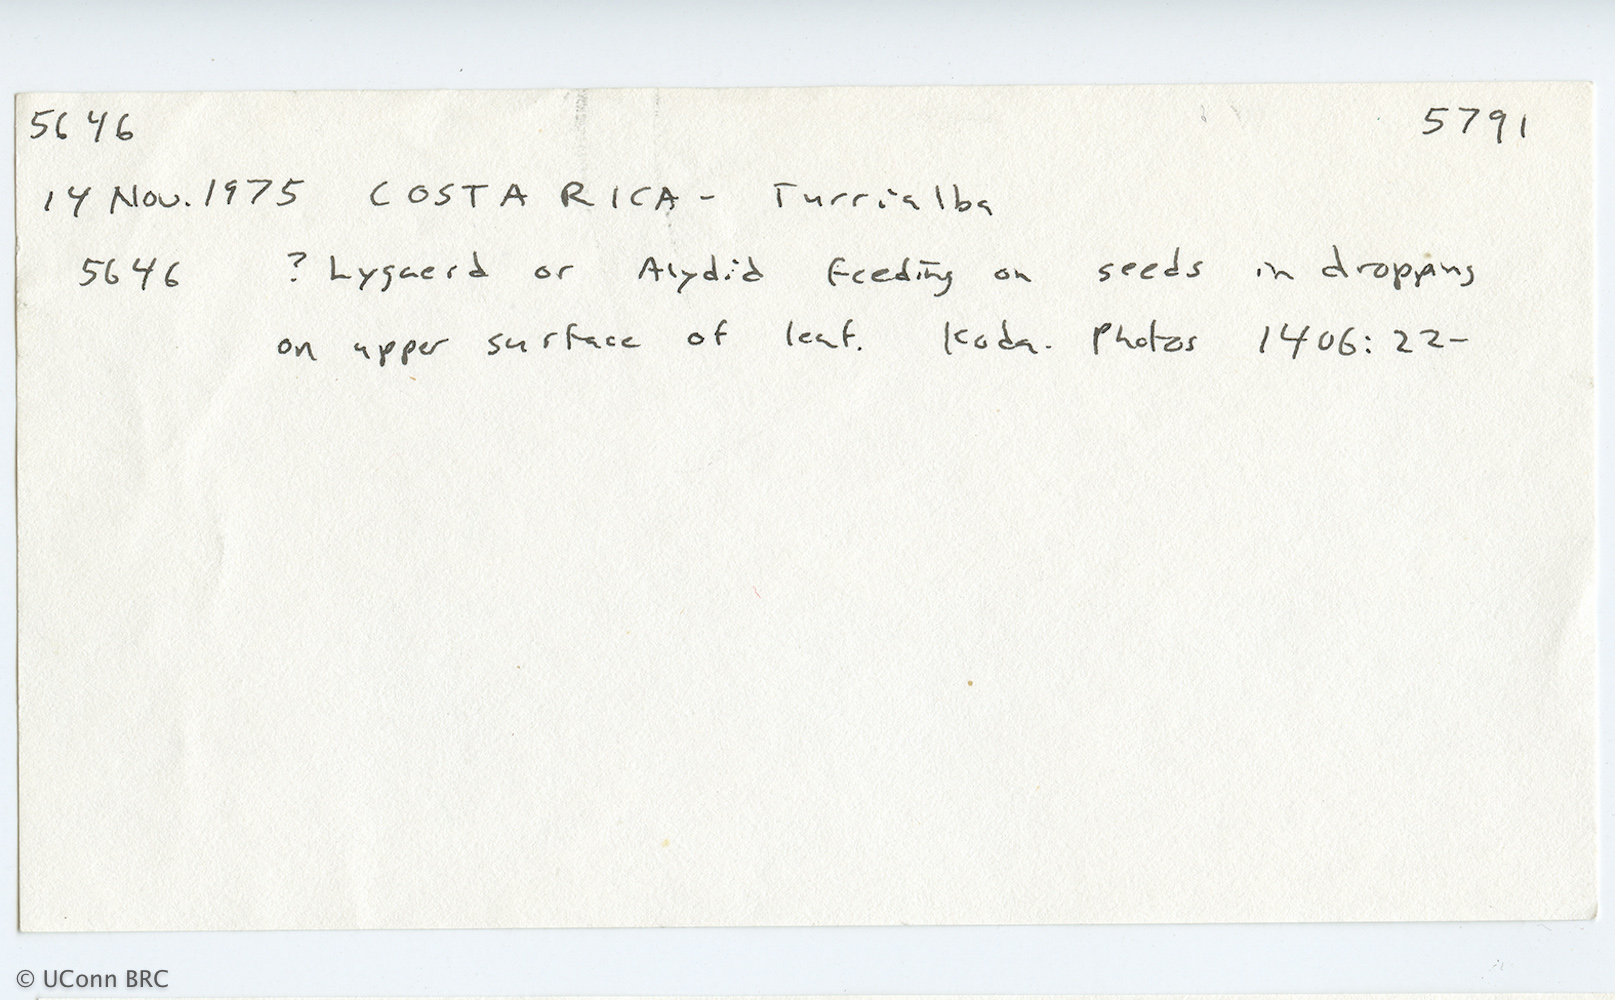 5646 5791
14 Nov. 1975 COSTA RICA - Turrialba
5646 ? Lygaeid or Alydid feeding on seeds in dropping
on upper surface of leaf. Koda. Photos 1406: 22-
© UConn BRC